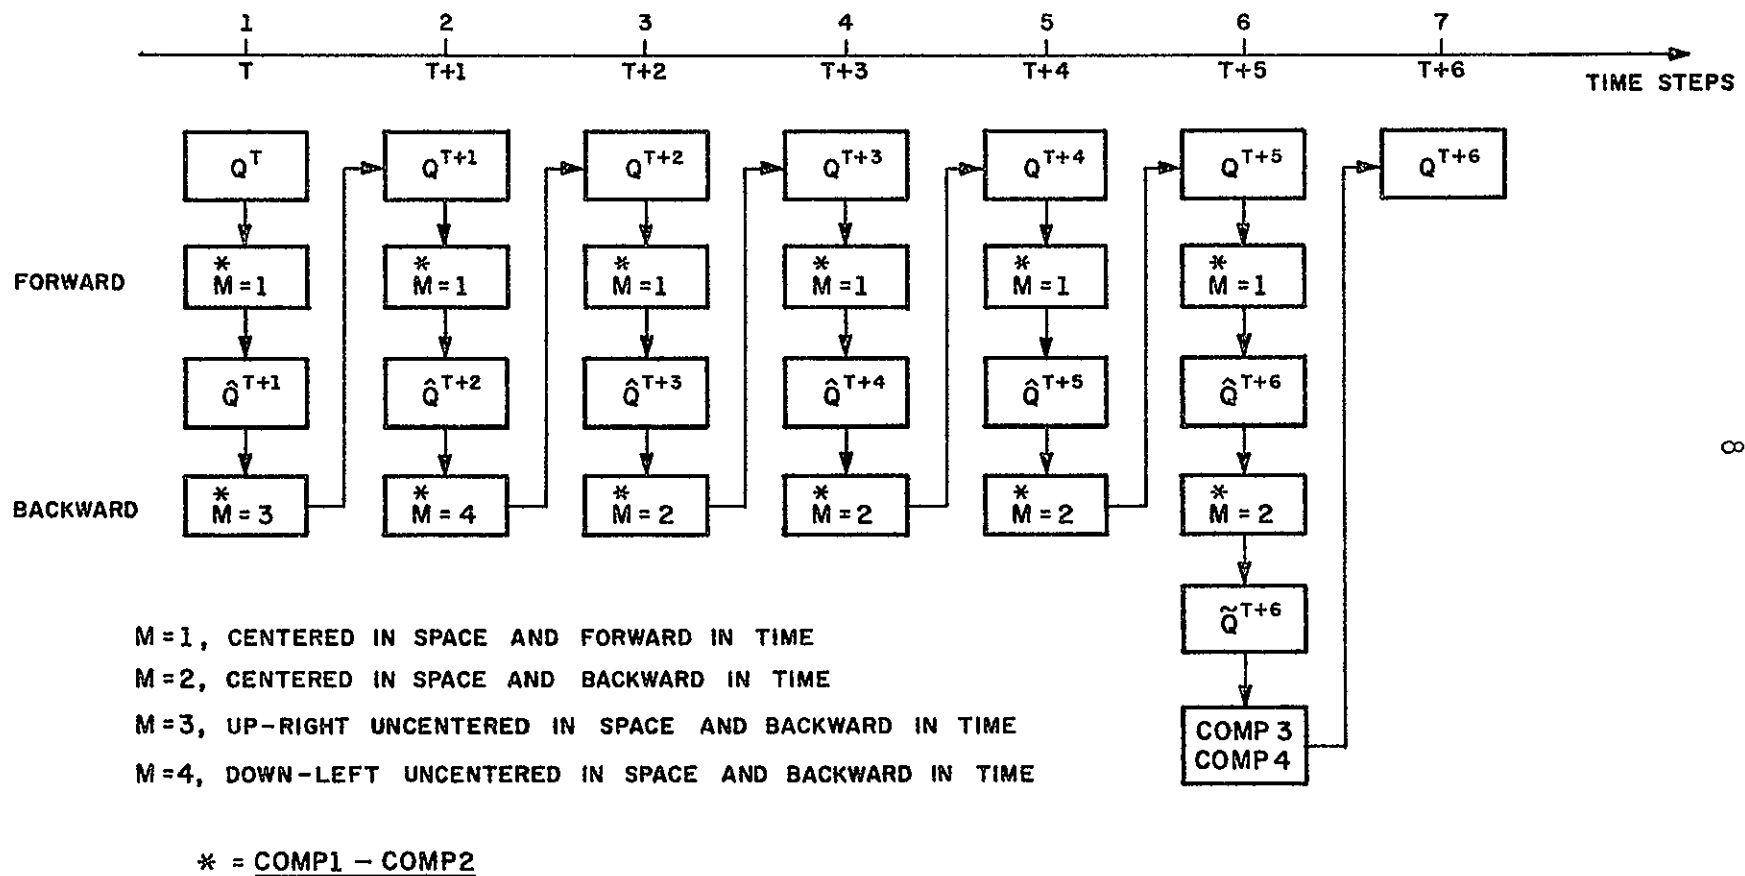 1 2 3 4 5 6 7
T T+1 T+2 T+3 T+4 T+5 T+6
TIME STEPS
Q^T Q^T+1 Q^T+2 Q^T+3 Q^T+4 Q^T+5 Q^T+6
* * * * * *
FORWARD M=1 M=1 M=1 M=1 M=1 M=1
Q̂^T+1 Q̂^T+2 Q̂^T+3 Q̂^T+4 Q̂^T+5 Q̂^T+6
8
* * * * * *
BACKWARD M=3 M=4 M=2 M=2 M=2 M=2
Q̃^T+6
M=1, CENTERED IN SPACE AND FORWARD IN TIME
M=2, CENTERED IN SPACE AND BACKWARD IN TIME
M=3, UP-RIGHT UNCENTERED IN SPACE AND BACKWARD IN TIME
M=4, DOWN-LEFT UNCENTERED IN SPACE AND BACKWARD IN TIME
COMP 3
COMP 4
* = COMP1 – COMP2